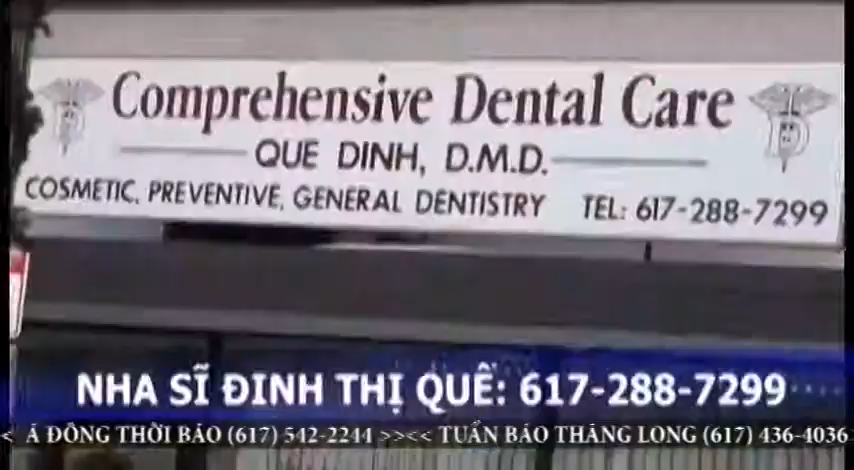 Comprehensive Dental Care
QUE DINH, D.M.D.
COSMETIC, PREVENTIVE, GENERAL DENTISTRY TEL: 617-288-7299
NHA SĨ ĐINH THỊ QUẾ: 617-288-7299
< Á ĐÔNG THỜI BÁO (617) 542-2244 >><< TUẦN BÁO THĂNG LONG (617) 436-4036